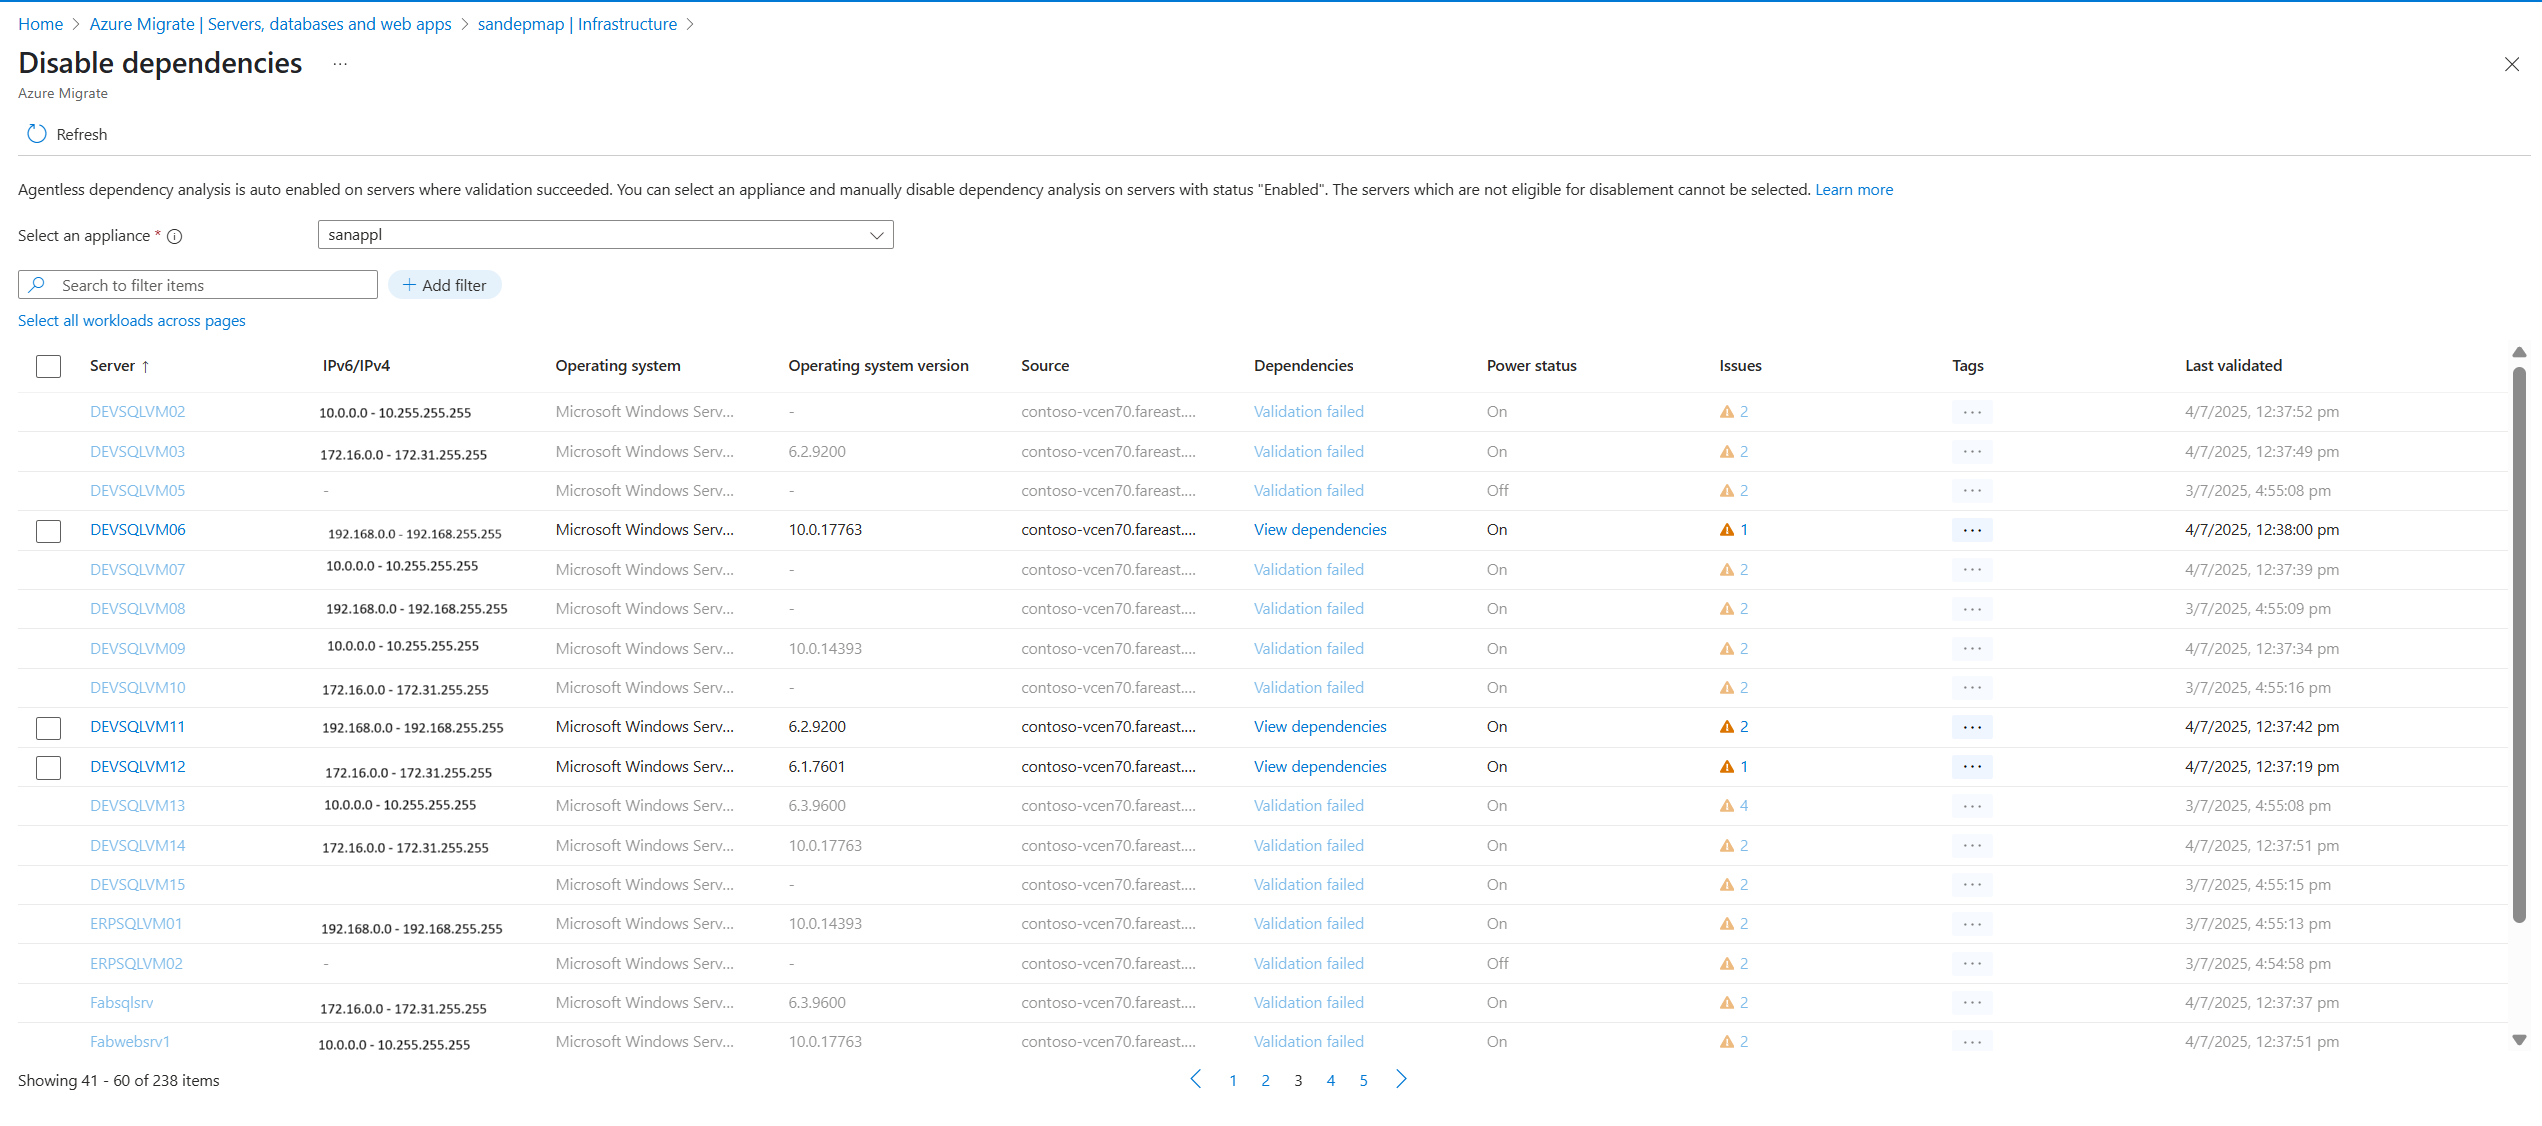 Home > Azure Migrate | Servers, databases and web apps > sandepmap | Infrastructure >
Disable dependencies ...
Azure Migrate
Refresh
Agentless dependency analysis is auto enabled on servers where validation succeeded. You can select an appliance and manually disable dependency analysis on servers with status "Enabled". The servers which are not eligible for disablement cannot be selected. Learn more
Select an appliance * sanappl
Search to filter items + Add filter
Select all workloads across pages
Server ↑ IPv6/IPv4 Operating system Operating system version Source Dependencies Power status Issues Tags Last validated
DEVSQLVM02 10.0.0.0 - 10.255.255.255 Microsoft Windows Serv... - contoso-vcen70.fareast.... Validation failed On 2 ... 4/7/2025, 12:37:52 pm
DEVSQLVM03 172.16.0.0 - 172.31.255.255 Microsoft Windows Serv... 6.2.9200 contoso-vcen70.fareast.... Validation failed On 2 ... 4/7/2025, 12:37:49 pm
DEVSQLVM05 - Microsoft Windows Serv... - contoso-vcen70.fareast.... Validation failed Off 2 ... 3/7/2025, 4:55:08 pm
DEVSQLVM06 192.168.0.0 - 192.168.255.255 Microsoft Windows Serv... 10.0.17763 contoso-vcen70.fareast.... View dependencies On 1 ... 4/7/2025, 12:38:00 pm
DEVSQLVM07 10.0.0.0 - 10.255.255.255 Microsoft Windows Serv... - contoso-vcen70.fareast.... Validation failed On 2 ... 4/7/2025, 12:37:39 pm
DEVSQLVM08 192.168.0.0 - 192.168.255.255 Microsoft Windows Serv... - contoso-vcen70.fareast.... Validation failed On 2 ... 3/7/2025, 4:55:09 pm
DEVSQLVM09 10.0.0.0 - 10.255.255.255 Microsoft Windows Serv... 10.0.14393 contoso-vcen70.fareast.... Validation failed On 2 ... 4/7/2025, 12:37:34 pm
DEVSQLVM10 172.16.0.0 - 172.31.255.255 Microsoft Windows Serv... - contoso-vcen70.fareast.... Validation failed On 2 ... 3/7/2025, 4:55:16 pm
DEVSQLVM11 192.168.0.0 - 192.168.255.255 Microsoft Windows Serv... 6.2.9200 contoso-vcen70.fareast.... View dependencies On 2 ... 4/7/2025, 12:37:42 pm
DEVSQLVM12 172.16.0.0 - 172.31.255.255 Microsoft Windows Serv... 6.1.7601 contoso-vcen70.fareast.... View dependencies On 1 ... 4/7/2025, 12:37:19 pm
DEVSQLVM13 10.0.0.0 - 10.255.255.255 Microsoft Windows Serv... 6.3.9600 contoso-vcen70.fareast.... Validation failed On 4 ... 3/7/2025, 4:55:08 pm
DEVSQLVM14 172.16.0.0 - 172.31.255.255 Microsoft Windows Serv... 10.0.17763 contoso-vcen70.fareast.... Validation failed On 2 ... 4/7/2025, 12:37:51 pm
DEVSQLVM15 Microsoft Windows Serv... - contoso-vcen70.fareast.... Validation failed On 2 ... 3/7/2025, 4:55:15 pm
ERPSQLVM01 192.168.0.0 - 192.168.255.255 Microsoft Windows Serv... 10.0.14393 contoso-vcen70.fareast.... Validation failed On 2 ... 3/7/2025, 4:55:13 pm
ERPSQLVM02 - Microsoft Windows Serv... - contoso-vcen70.fareast.... Validation failed Off 2 ... 3/7/2025, 4:54:58 pm
Fabsqlsrv 172.16.0.0 - 172.31.255.255 Microsoft Windows Serv... 6.3.9600 contoso-vcen70.fareast.... Validation failed On 2 ... 4/7/2025, 12:37:37 pm
Fabwebsrv1 10.0.0.0 - 10.255.255.255 Microsoft Windows Serv... 10.0.17763 contoso-vcen70.fareast.... Validation failed On 2 ... 4/7/2025, 12:37:51 pm
Showing 41 - 60 of 238 items < 1 2 3 4 5 >